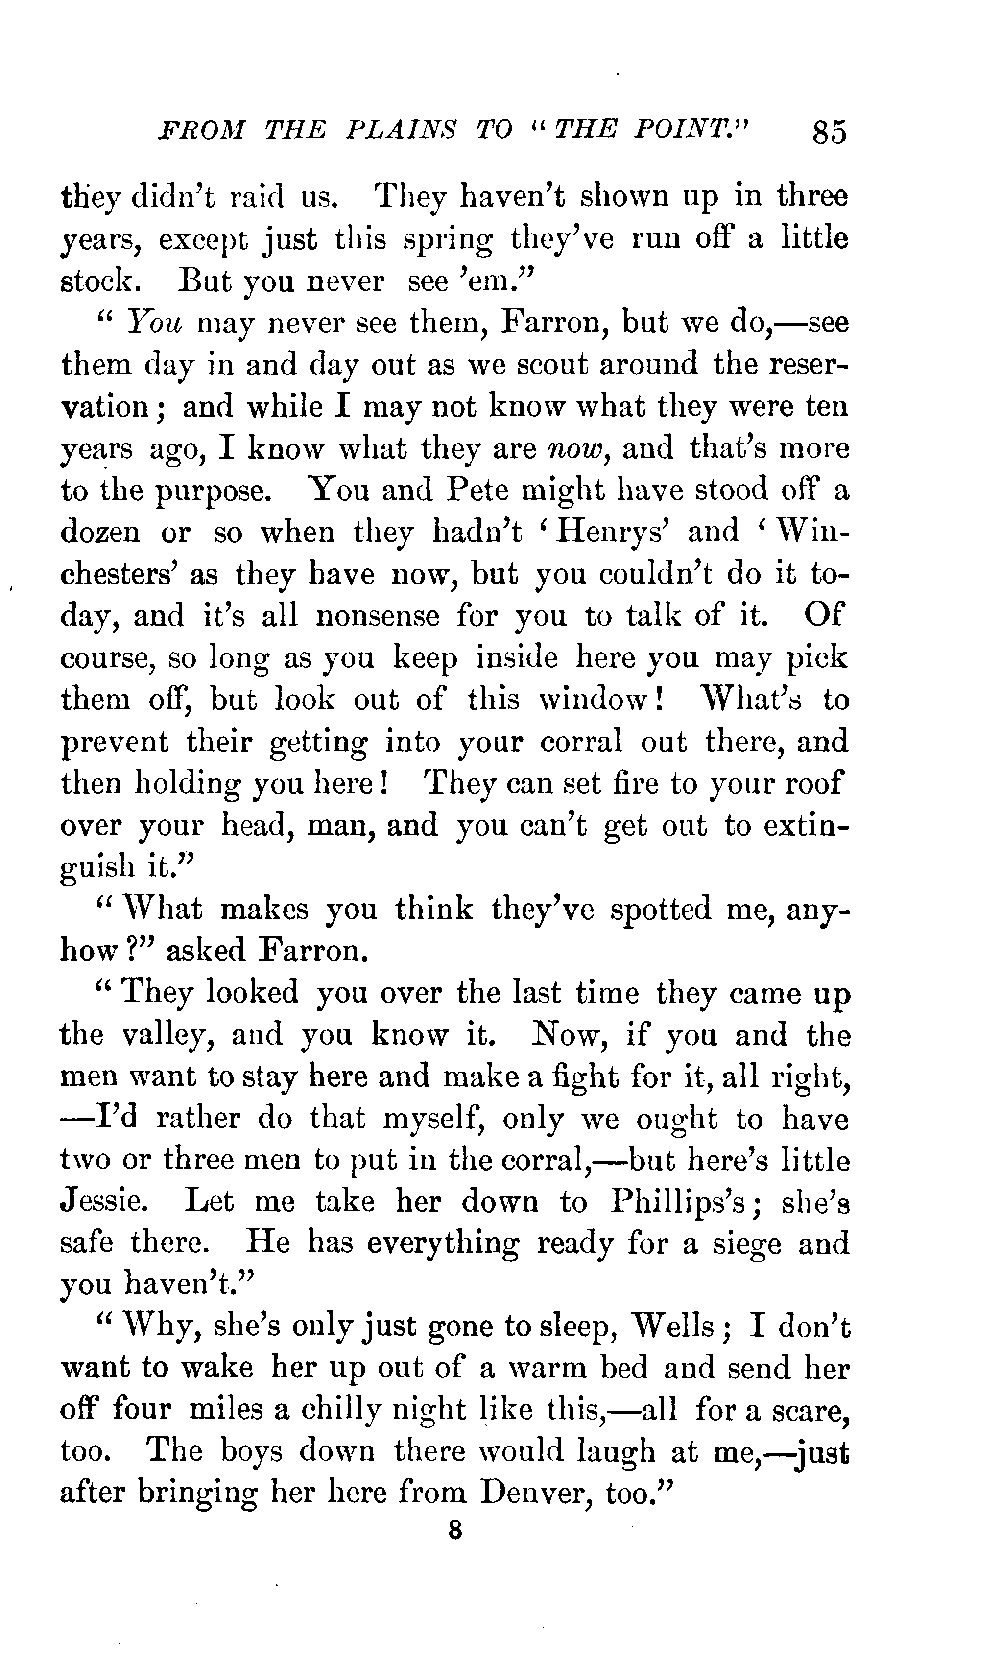 FROM THE PLAINS TO "THE POINT." 85
they didn't raid us. They haven't shown up in three
years, except just this spring they've run off a little
stock. But you never see 'em."
"You may never see them, Farron, but we do,—see
them day in and day out as we scout around the reser-
vation; and while I may not know what they were ten
years ago, I know what they are now, and that's more
to the purpose. You and Pete might have stood off a
dozen or so when they hadn't 'Henrys' and 'Win-
chesters' as they have now, but you couldn't do it to-
day, and it's all nonsense for you to talk of it. Of
course, so long as you keep inside here you may pick
them off, but look out of this window! What's to
prevent their getting into your corral out there, and
then holding you here! They can set fire to your roof
over your head, man, and you can't get out to extin-
guish it."
"What makes you think they've spotted me, any-
how?" asked Farron.
"They looked you over the last time they came up
the valley, and you know it. Now, if you and the
men want to stay here and make a fight for it, all right,
—I'd rather do that myself, only we ought to have
two or three men to put in the corral,—but here's little
Jessie. Let me take her down to Phillips's; she's
safe there. He has everything ready for a siege and
you haven't."
"Why, she's only just gone to sleep, Wells; I don't
want to wake her up out of a warm bed and send her
off four miles a chilly night like this,—all for a scare,
too. The boys down there would laugh at me,—just
after bringing her here from Denver, too."
8